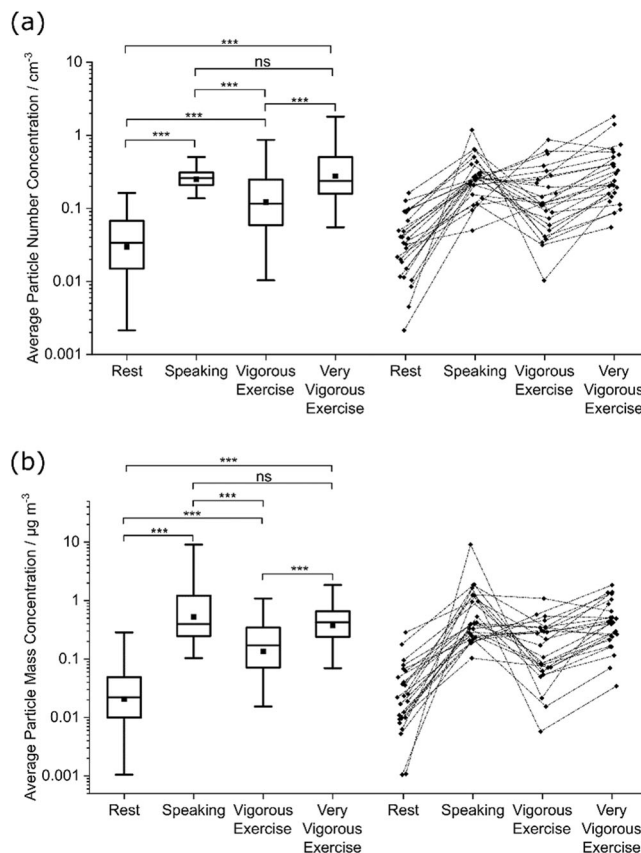 (a)
***
ns
***
***
***
***
Average Particle Number Concentration / cm-3
10
1
0.1
0.01
0.001
Rest
Speaking
Vigorous
Exercise
Very
Vigorous
Exercise
Rest
Speaking
Vigorous
Exercise
Very
Vigorous
Exercise
(b)
***
ns
***
***
***
***
Average Particle Mass Concentration / µg m-3
10
1
0.1
0.01
0.001
Rest
Speaking
Vigorous
Exercise
Very
Vigorous
Exercise
Rest
Speaking
Vigorous
Exercise
Very
Vigorous
Exercise